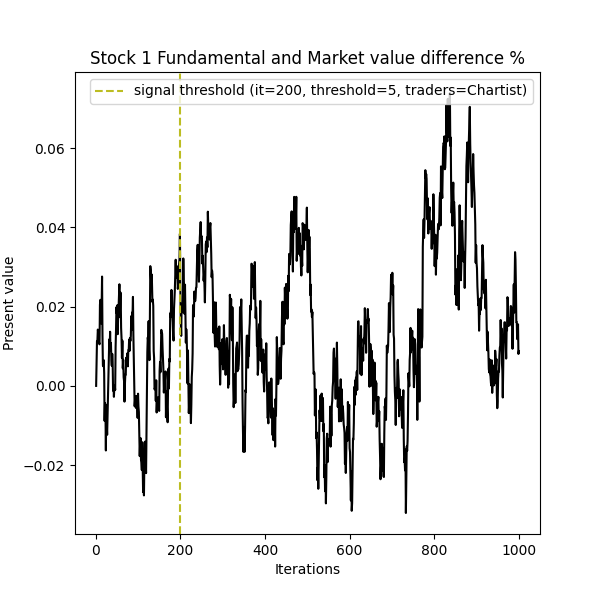 Stock 1 Fundamental and Market value difference %
signal threshold (it=200, threshold=5, traders=Chartist)
0.06
0.04
0.02
0.00
−0.02
Present value
0 200 400 600 800 1000
Iterations